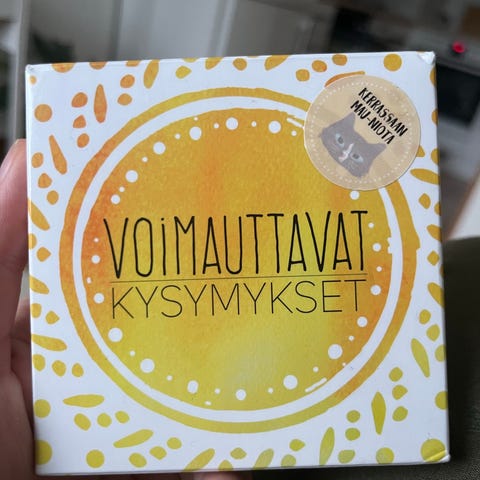 KERRASSAAN
MAU-NIOTA
VOiMAUTTAVAT
KYSYMYKSET